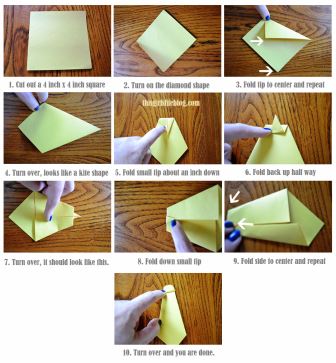 1. Cut out a 4 inch x 4 inch square
2. Turn on the diamond shape
3. Fold tip to center and repeat
thegirlfileblog.com
4. Turn over, looks like a kite shape
5. Fold small tip about an inch down
6. Fold back up half way
7. Turn over, it should look like this.
8. Fold down small tip
9. Fold side to center and repeat
10. Turn over and you are done.